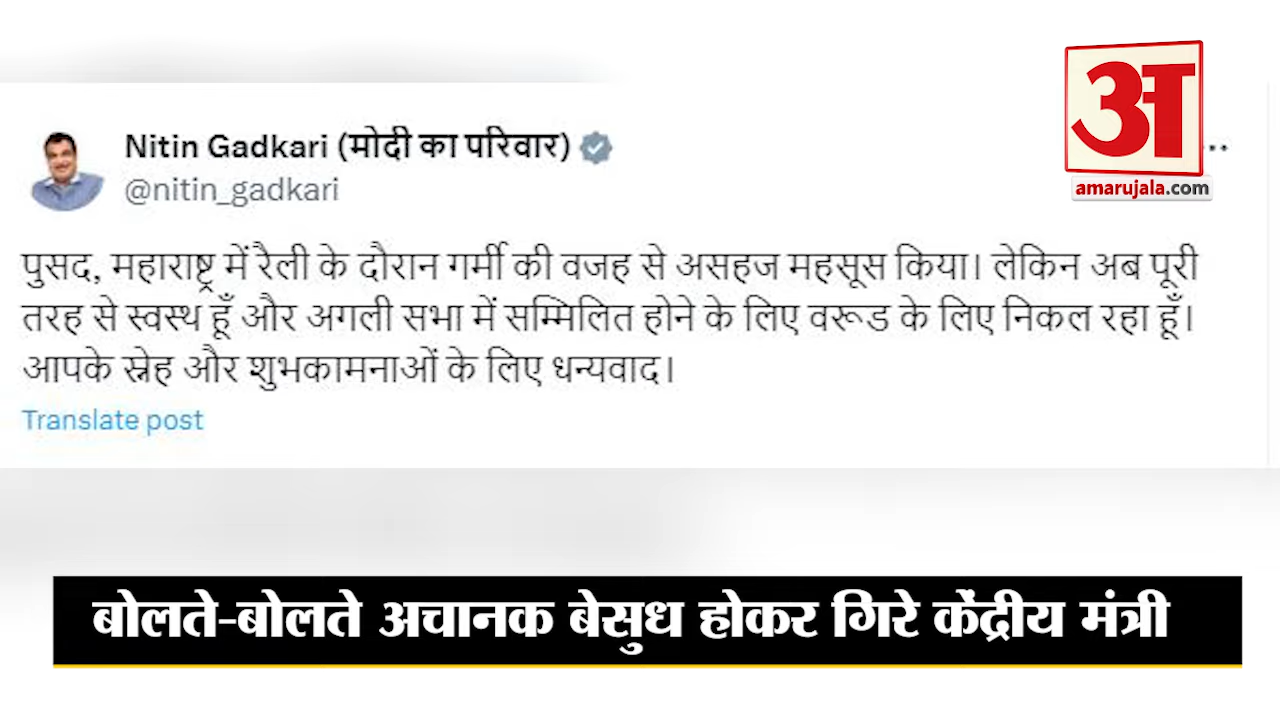 अ
amarujala.com
Nitin Gadkari (मोदी का परिवार)
@nitin_gadkari
पुसद, महाराष्ट्र में रैली के दौरान गर्मी की वजह से असहज महसूस किया। लेकिन अब पूरी
तरह से स्वस्थ हूँ और अगली सभा में सम्मिलित होने के लिए वरूड के लिए निकल रहा हूँ।
आपके स्नेह और शुभकामनाओं के लिए धन्यवाद।
Translate post
बोलते-बोलते अचानक बेसुध होकर गिरे केंद्रीय मंत्री